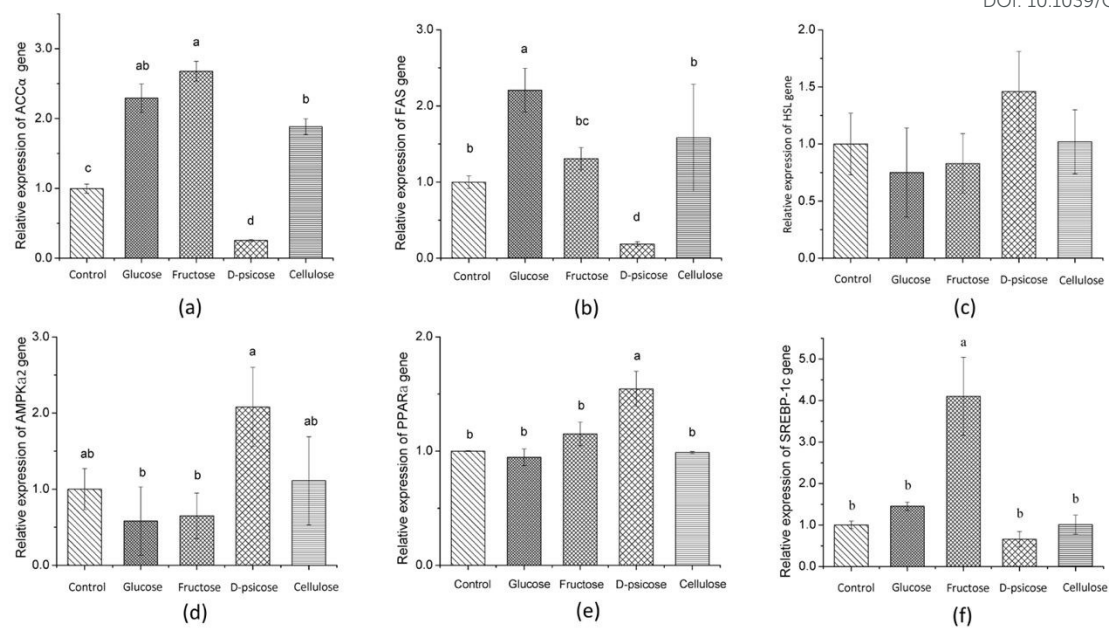 DOI: 10.1039/C
Relative expression of ACCα gene
3.0
2.0
1.0
0.0
c
ab
a
d
b
Control Glucose Fructose D-psicose Cellulose
(a)
Relative expression of FAS gene
3.0
2.0
1.0
0.0
b
a
bc
d
b
Control Glucose Fructose D-psicose Cellulose
(b)
Relative expression of HSL gene
2.0
1.5
1.0
0.5
0.0
Control Glucose Fructose D-psicose Cellulose
(c)
Relative expression of AMPKa2 gene
3.0
2.0
1.0
0.0
ab
b
b
a
ab
Control Glucose Fructose D-psicose Cellulose
(d)
Relative expression of PPARa gene
2.0
1.0
0.0
b
b
b
a
b
Control Glucose Fructose D-psicose Cellulose
(e)
Relative expression of SREBP-1c gene
5.0
4.0
3.0
2.0
1.0
0.0
b
b
a
b
b
Control Glucose Fructose D-psicose Cellulose
(f)